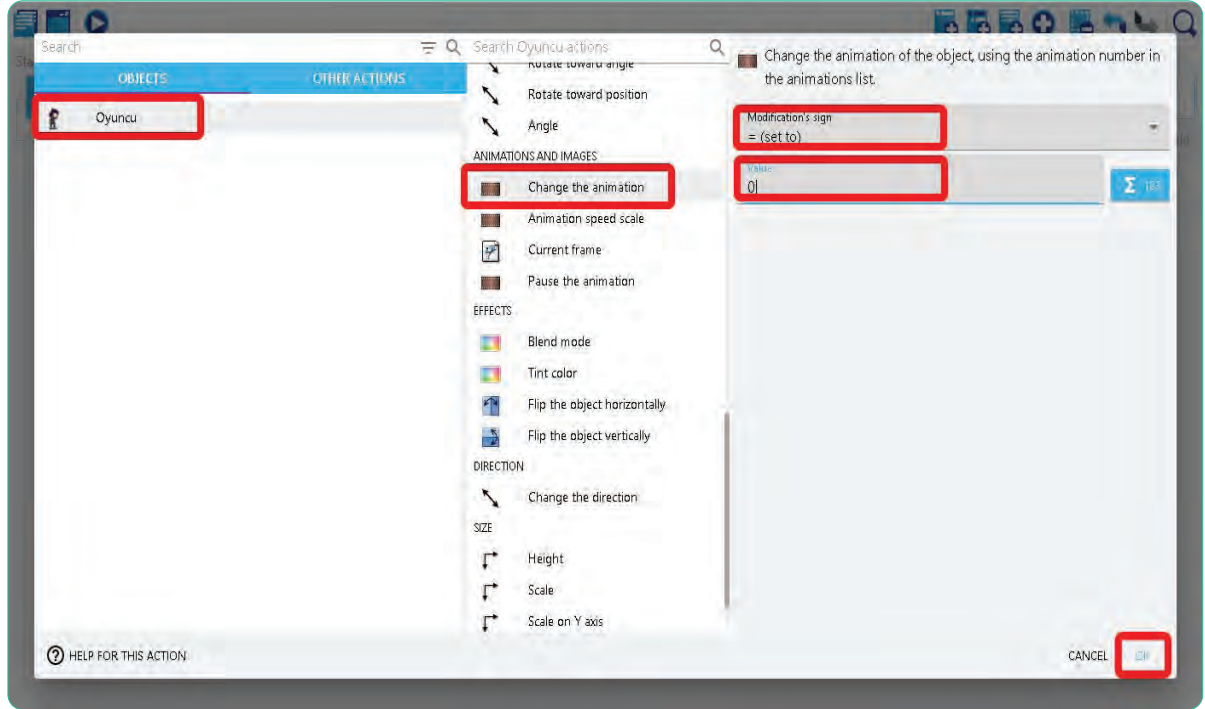 Search
OBJECTS
OTHER ACTIONS
Oyuncu
Search Oyuncu actions
Rotate toward angle
Rotate toward position
Angle
ANIMATIONS AND IMAGES
Change the animation
Animation speed scale
Current frame
Pause the animation
EFFECTS
Blend mode
Tint color
Flip the object horizontally
Flip the object vertically
DIRECTION
Change the direction
SIZE
Height
Scale
Scale on Y axis
Change the animation of the object, using the animation number in
the animations list.
Modification's sign
= (set to)
Value
0
Σ 123
HELP FOR THIS ACTION
CANCEL
OK